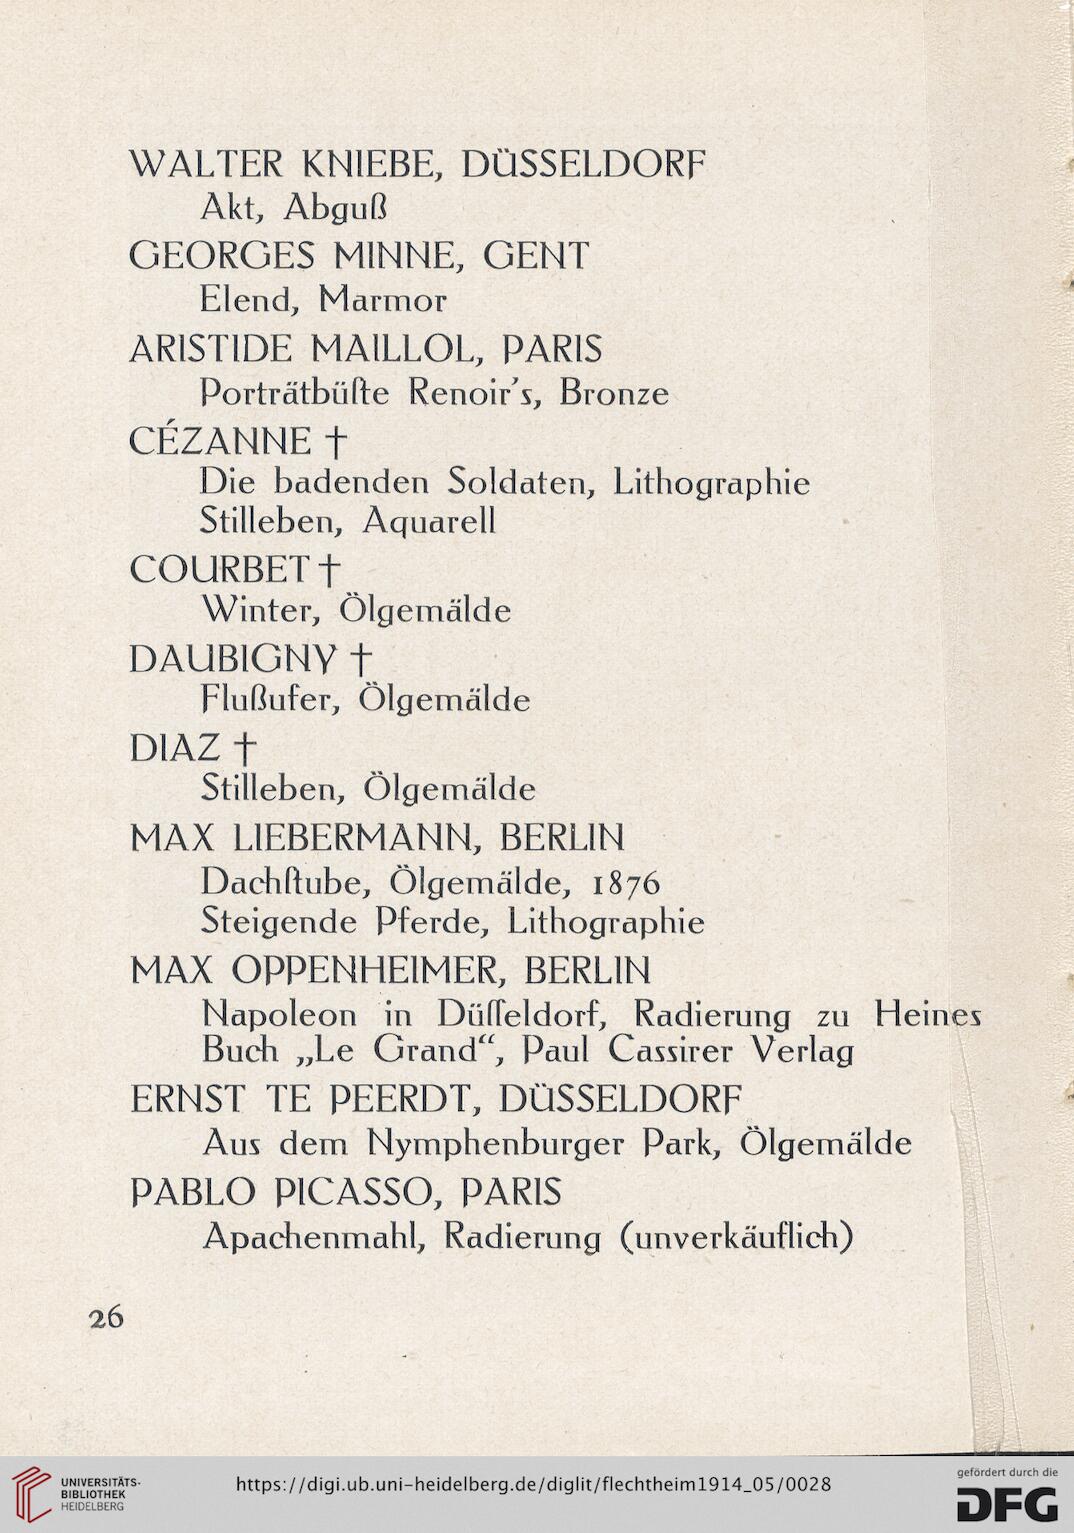 WALTER KNIEBE, DÜSSELDORF
Akt, Abguß
GEORGES MINNE, GENT
Elend, Marmor
ARISTIDE MAILLOL, PARIS
Porträtbüſte Renoir's, Bronze
CÉZANNE †
Die badenden Soldaten, Lithographie
Stilleben, Aquarell
COURBET †
Winter, Ölgemälde
DAUBIGNY †
Flußufer, Ölgemälde
DIAZ †
Stilleben, Ölgemälde
MAX LIEBERMANN, BERLIN
Dachſtube, Ölgemälde, 1876
Steigende Pferde, Lithographie
MAX OPPENHEIMER, BERLIN
Napoleon in Düſſeldorf, Radierung zu Heines
Buch „Le Grand“, Paul Cassirer Verlag
ERNST TE PEERDT, DÜSSELDORF
Aus dem Nymphenburger Park, Ölgemälde
PABLO PICASSO, PARIS
Apachenmahl, Radierung (unverkäuflich)
26
UNIVERSITÄTS-
BIBLIOTHEK
HEIDELBERG
https://digi.ub.uni-heidelberg.de/diglit/flechtheim1914_05/0028
gefördert durch die
DFG